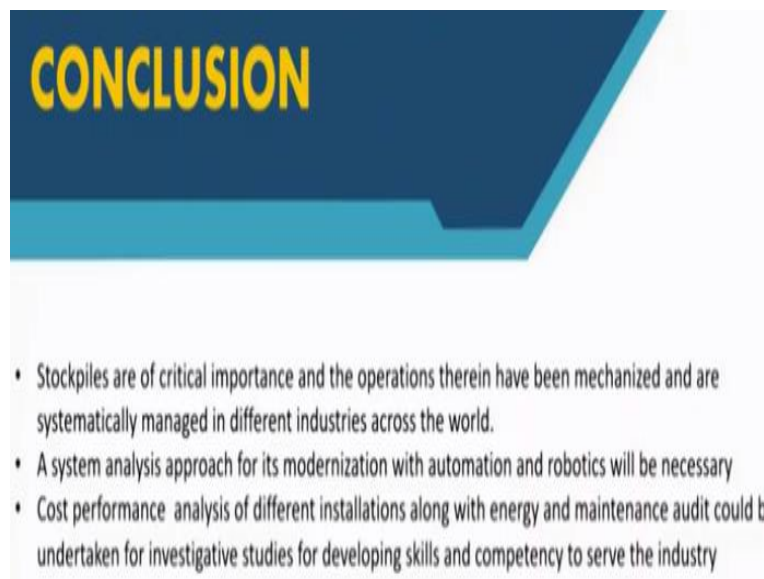 CONCLUSION
• Stockpiles are of critical importance and the operations therein have been mechanized and are
systematically managed in different industries across the world.
• A system analysis approach for its modernization with automation and robotics will be necessary
• Cost performance analysis of different installations along with energy and maintenance audit could
undertaken for investigative studies for developing skills and competency to serve the industry